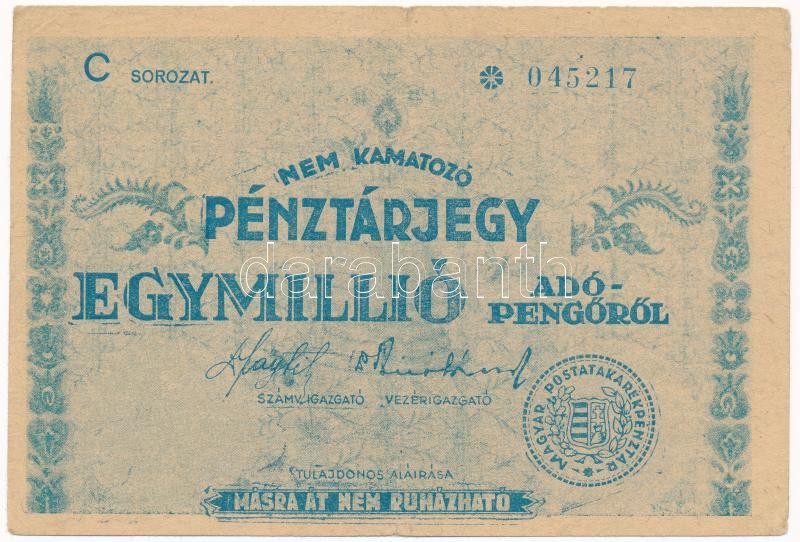 C SOROZAT.
045217
NEM KAMATOZÓ
PÉNZTÁRJEGY
EGYMILLIÓ ADÓ-
PENGŐRŐL
darabanth
SZÁMV. IGAZGATÓ VEZÉRIGAZGATÓ
MAGYAR POSTATAKARÉKPÉNZTÁR
TULAJDONOS ALÁÍRÁSA
MÁSRA ÁT NEM RUHÁZHATÓ